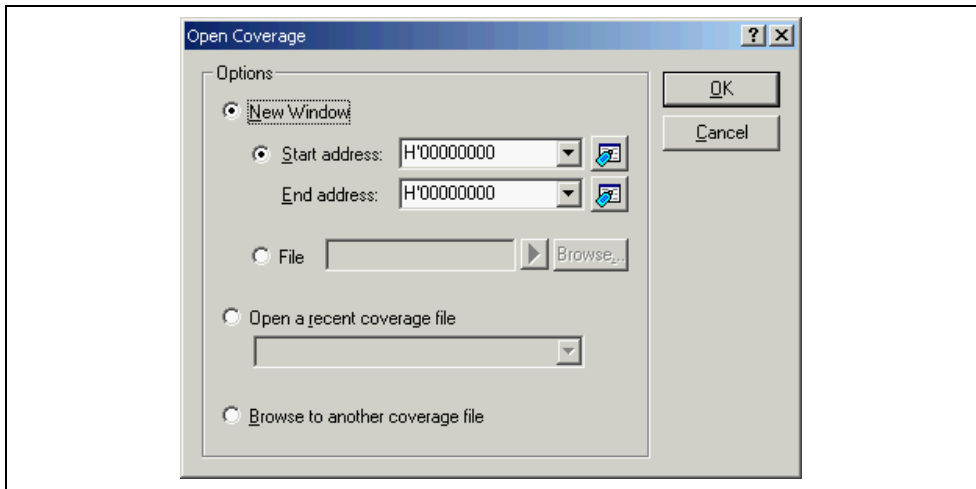 Open Coverage
Options
New Window
Start address: H'00000000
End address: H'00000000
File Browse...
Open a recent coverage file
Browse to another coverage file
OK
Cancel